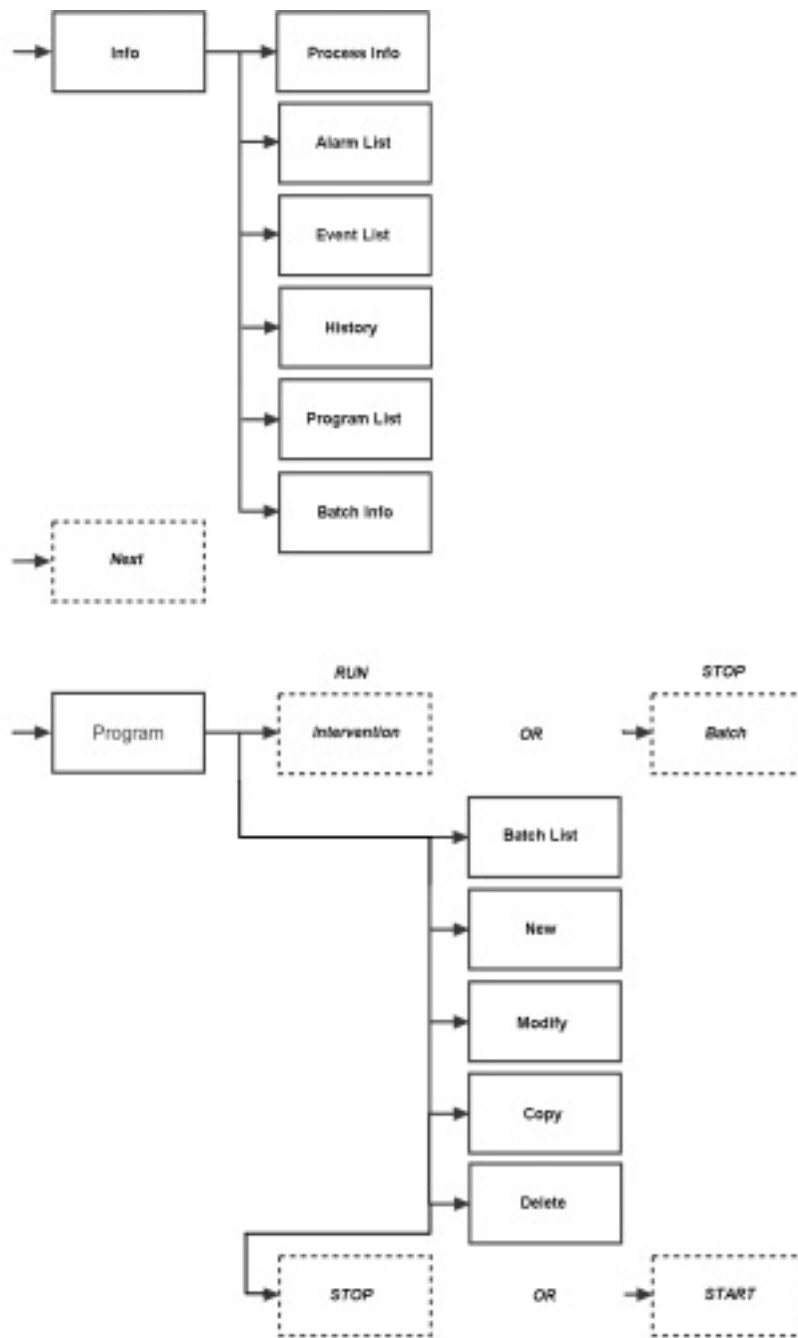 Info
Process Info
Alarm List
Event List
History
Program List
Batch Info
Next
RUN
STOP
Program
Intervention
OR
Batch
Batch List
New
Modify
Copy
Delete
STOP
OR
START